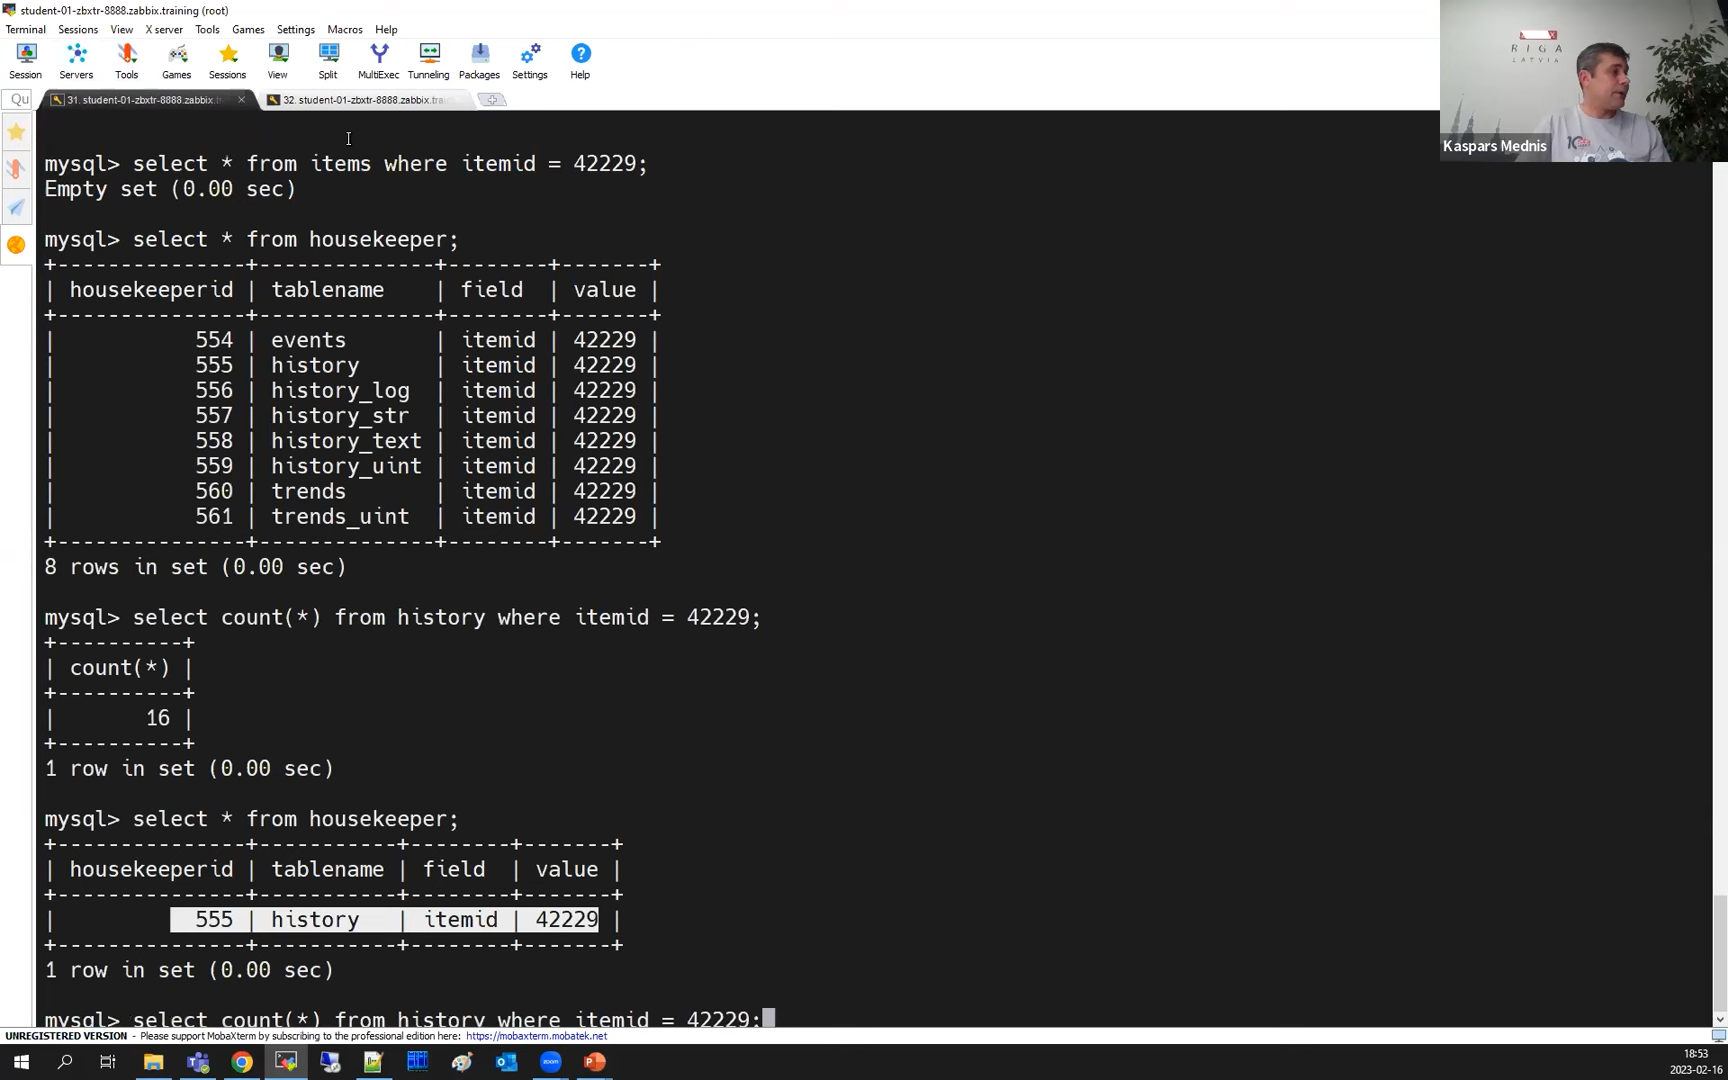 student-01-zbxtr-8888.zabbix.training (root)
Terminal Sessions View X server Tools Games Settings Macros Help
Session Servers Tools Games Sessions View Split MultiExec Tunneling Packages Settings Help
RIGA
LATVIA
Kaspars Mednis
Qu 31. student-01-zbxtr-8888.zabbix.tr 32. student-01-zbxtr-8888.zabbix.trai
mysql> select * from items where itemid = 42229;
Empty set (0.00 sec)
mysql> select * from housekeeper;
+---------------+--------------+--------+-------+
| housekeeperid | tablename    | field  | value |
+---------------+--------------+--------+-------+
|           554 | events       | itemid | 42229 |
|           555 | history      | itemid | 42229 |
|           556 | history_log  | itemid | 42229 |
|           557 | history_str  | itemid | 42229 |
|           558 | history_text | itemid | 42229 |
|           559 | history_uint | itemid | 42229 |
|           560 | trends       | itemid | 42229 |
|           561 | trends_uint  | itemid | 42229 |
+---------------+--------------+--------+-------+
8 rows in set (0.00 sec)
mysql> select count(*) from history where itemid = 42229;
+----------+
| count(*) |
+----------+
|       16 |
+----------+
1 row in set (0.00 sec)
mysql> select * from housekeeper;
+---------------+-----------+--------+-------+
| housekeeperid | tablename | field  | value |
+---------------+-----------+--------+-------+
|           555 | history   | itemid | 42229 |
+---------------+-----------+--------+-------+
1 row in set (0.00 sec)
mysql> select count(*) from history where itemid = 42229;
UNREGISTERED VERSION - Please support MobaXterm by subscribing to the professional edition here: https://mobaxterm.mobatek.net
18:53
2023-02-16